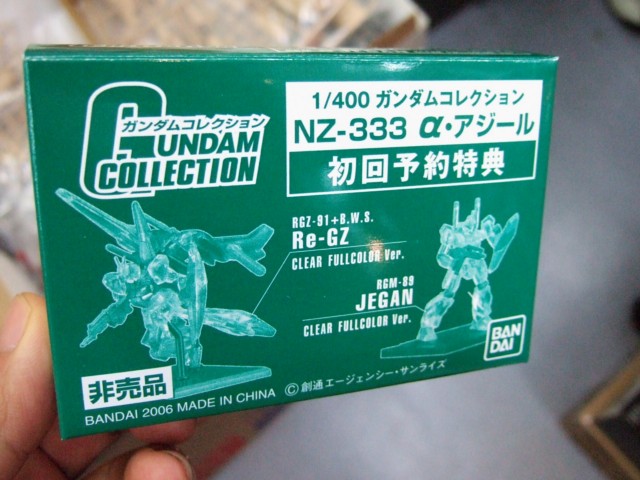 ガンダムコレクション
GUNDAM
COLLECTION
1/400 ガンダムコレクション
NZ-333 α・アジール
初回予約特典
RGZ-91+B.W.S.
Re-GZ
CLEAR FULLCOLOR Ver.
RGM-89
JEGAN
CLEAR FULLCOLOR Ver.
BAN
DAI
非売品
BANDAI 2006 MADE IN CHINA
©創通エージェンシー・サンライズ